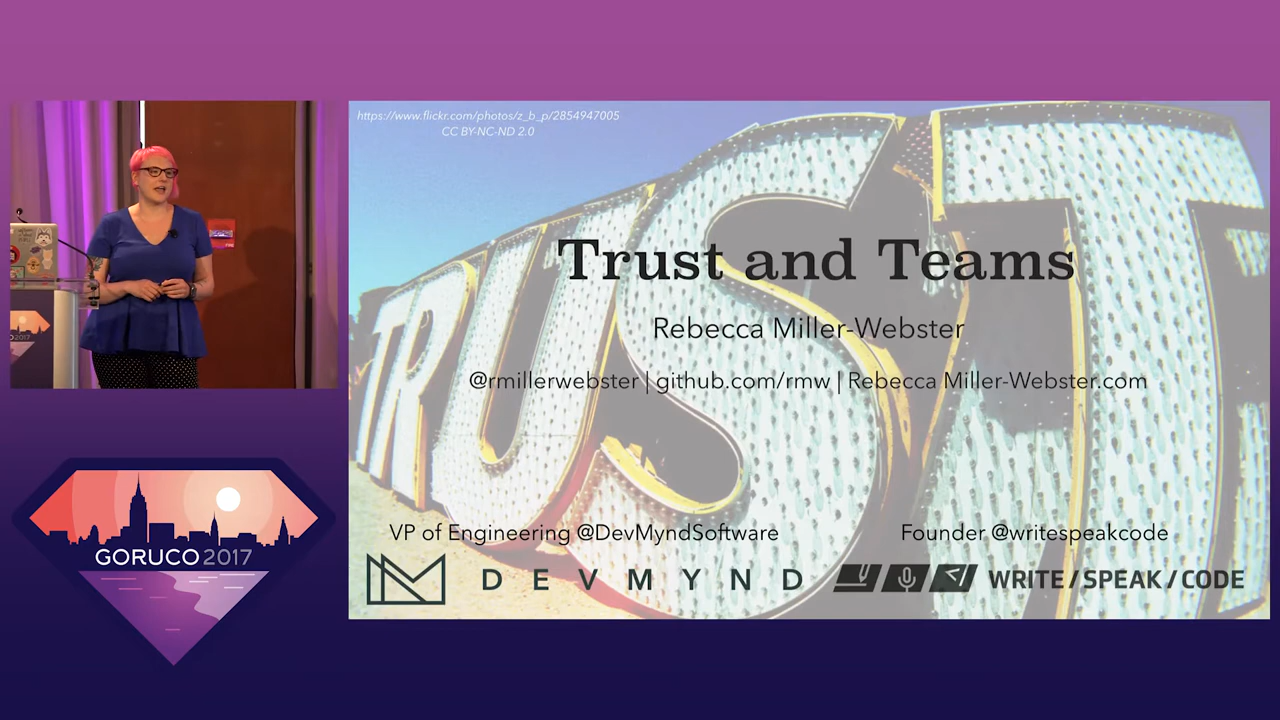 https://www.flickr.com/photos/z_b_p/2854947005
CC BY-NC-ND 2.0
TRUST
Trust and Teams
Rebecca Miller-Webster
@rmillerwebster | github.com/rmw | Rebecca Miller-Webster.com
VP of Engineering @DevMyndSoftware
Founder @writespeakcode
DEVMYND
WRITE/SPEAK/CODE
GORUCO 2017